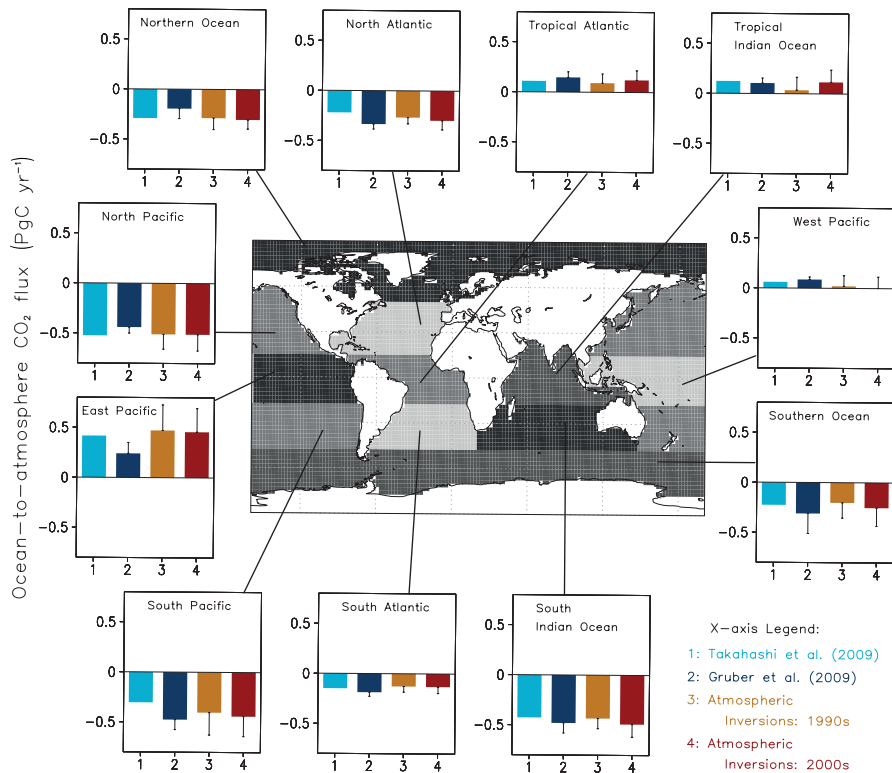 Northern Ocean
0.5
0
−0.5
1 2 3 4
North Atlantic
0.5
0
−0.5
1 2 3 4
Tropical Atlantic
0.5
0
−0.5
1 2 3 4
Tropical
Indian Ocean
0.5
0
−0.5
1 2 3 4
Ocean−to−atmosphere CO₂ flux (PgC yr⁻¹)
North Pacific
0.5
0
−0.5
1 2 3 4
West Pacific
0.5
0
−0.5
1 2 3 4
East Pacific
0.5
0
−0.5
1 2 3 4
Southern Ocean
0.5
0
−0.5
1 2 3 4
South Pacific
0.5
0
−0.5
1 2 3 4
South Atlantic
0.5
0
−0.5
1 2 3 4
South
Indian Ocean
0.5
0
−0.5
1 2 3 4
X−axis Legend:
1: Takahashi et al. (2009)
2: Gruber et al. (2009)
3: Atmospheric
Inversions: 1990s
4: Atmospheric
Inversions: 2000s